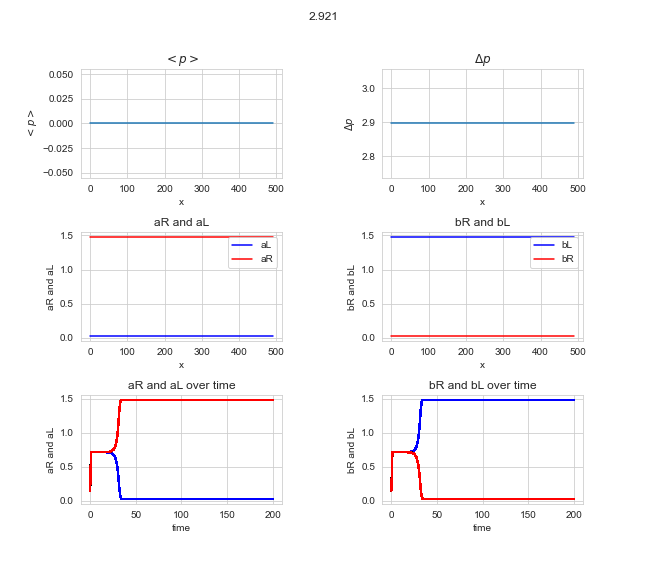 2.921
< p >
Δp
0.050
0.025
0.000
−0.025
−0.050
< p >
0 100 200 300 400 500
x
3.0
2.9
2.8
Δp
0 100 200 300 400 500
x
aR and aL
1.5
1.0
0.5
0.0
aR and aL
aL
aR
0 100 200 300 400 500
x
bR and bL
1.5
1.0
0.5
0.0
bR and bL
bL
bR
0 100 200 300 400 500
x
aR and aL over time
1.5
1.0
0.5
0.0
aR and aL
0 50 100 150 200
time
bR and bL over time
1.5
1.0
0.5
0.0
bR and bL
0 50 100 150 200
time